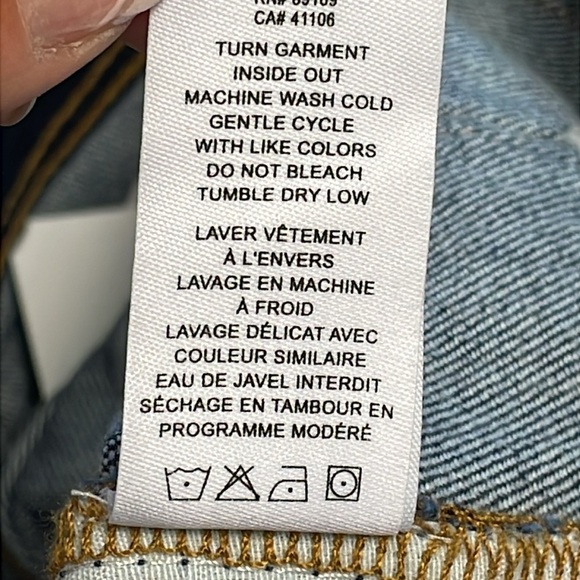 CA# 41106
TURN GARMENT
INSIDE OUT
MACHINE WASH COLD
GENTLE CYCLE
WITH LIKE COLORS
DO NOT BLEACH
TUMBLE DRY LOW
LAVER VÊTEMENT
À L'ENVERS
LAVAGE EN MACHINE
À FROID
LAVAGE DÉLICAT AVEC
COULEUR SIMILAIRE
EAU DE JAVEL INTERDIT
SÉCHAGE EN TAMBOUR EN
PROGRAMME MODÉRÉ